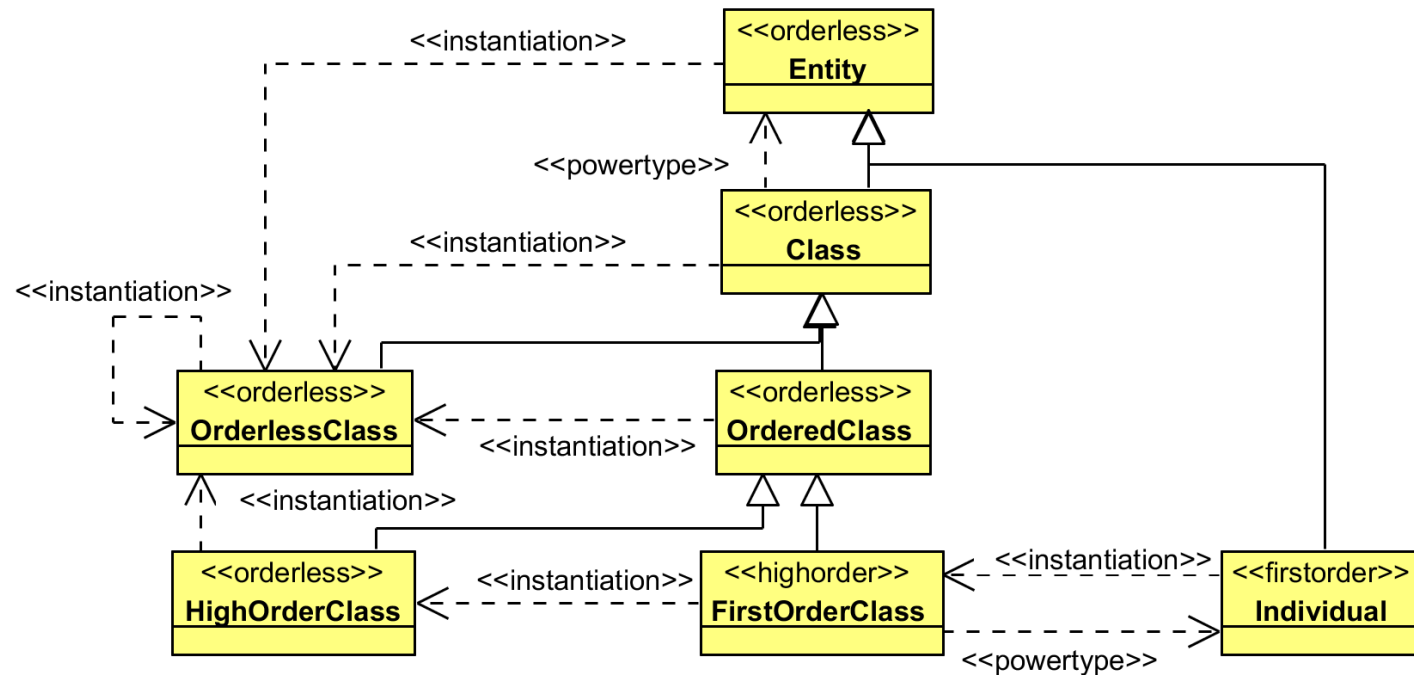 <<orderless>>
Entity
<<instantiation>>
<<powertype>>
<<orderless>>
Class
<<instantiation>>
<<instantiation>>
<<orderless>>
OrderlessClass
<<orderless>>
OrderedClass
<<instantiation>>
<<instantiation>>
<<orderless>>
HighOrderClass
<<instantiation>>
<<highorder>>
FirstOrderClass
<<instantiation>>
<<firstorder>>
Individual
<<powertype>>